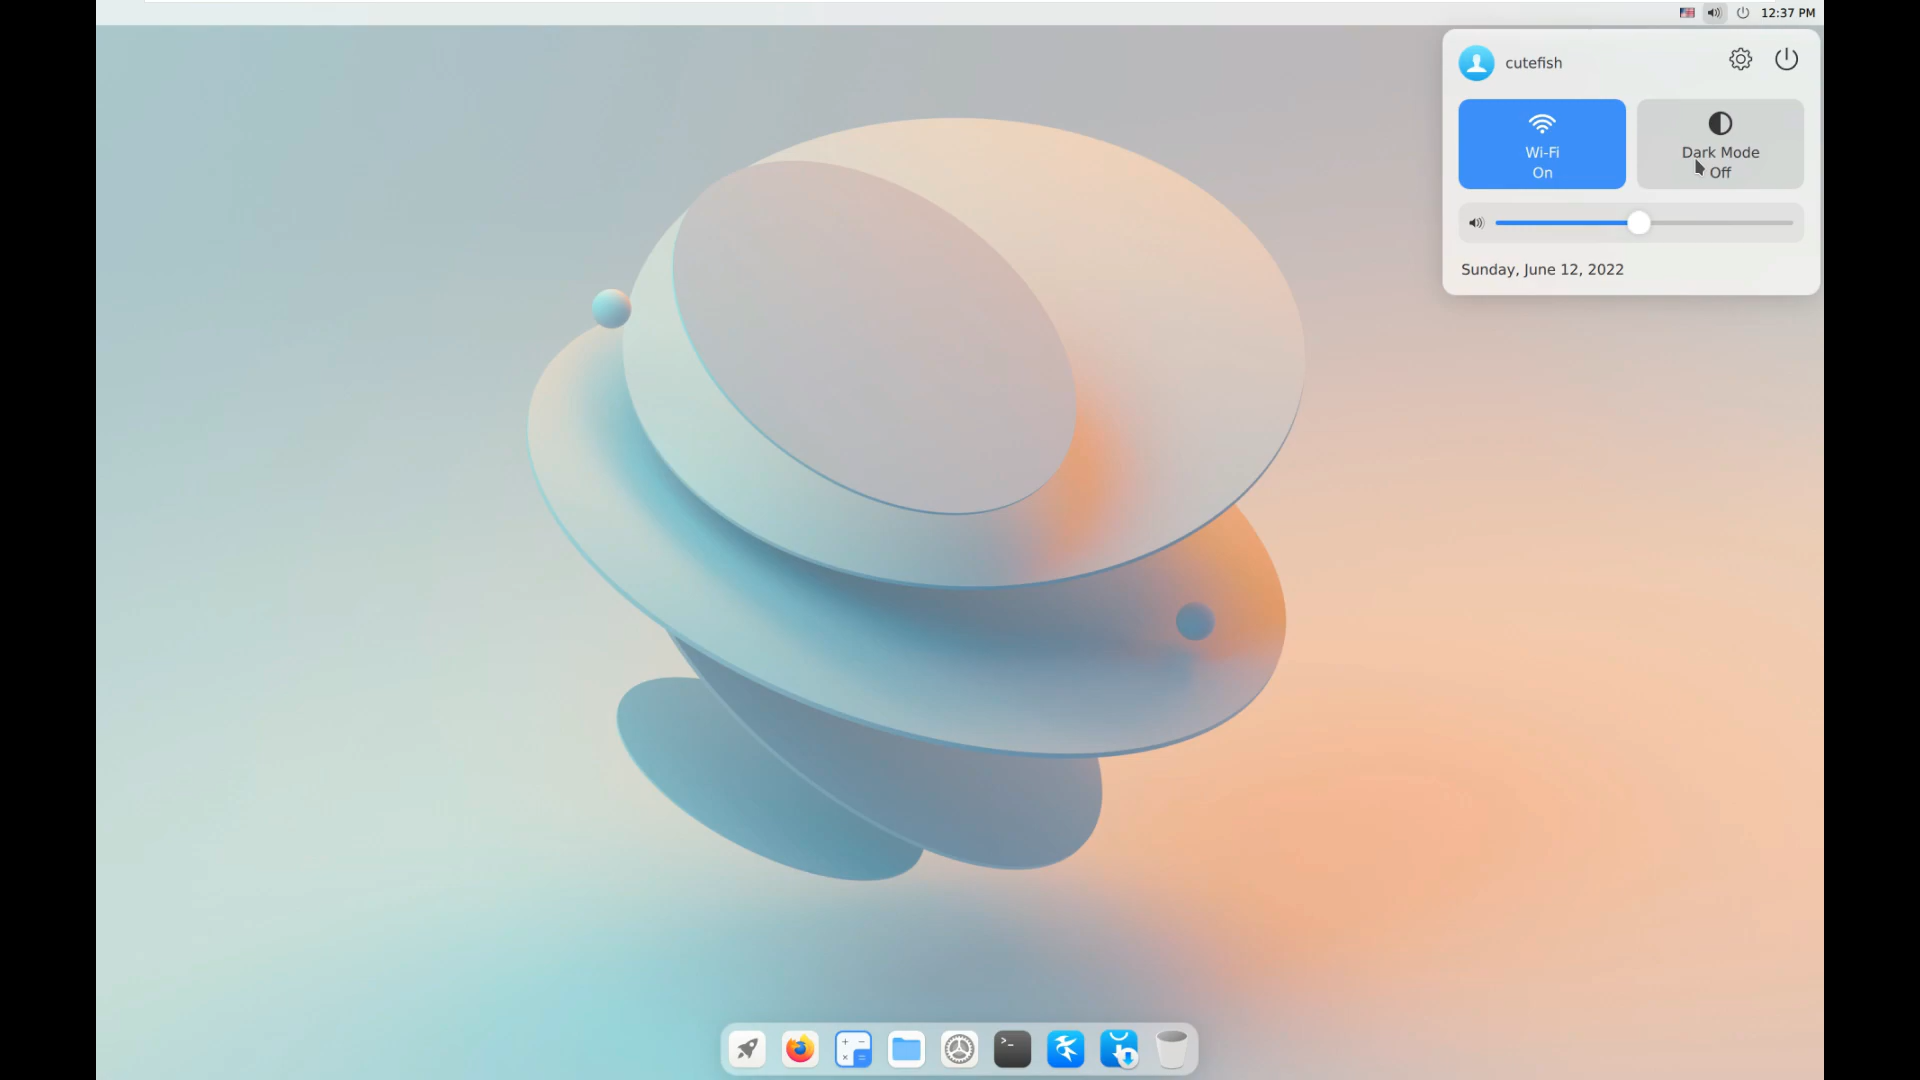 12:37 PM
cutefish
Wi-Fi
On
Dark Mode
Off
Sunday, June 12, 2022